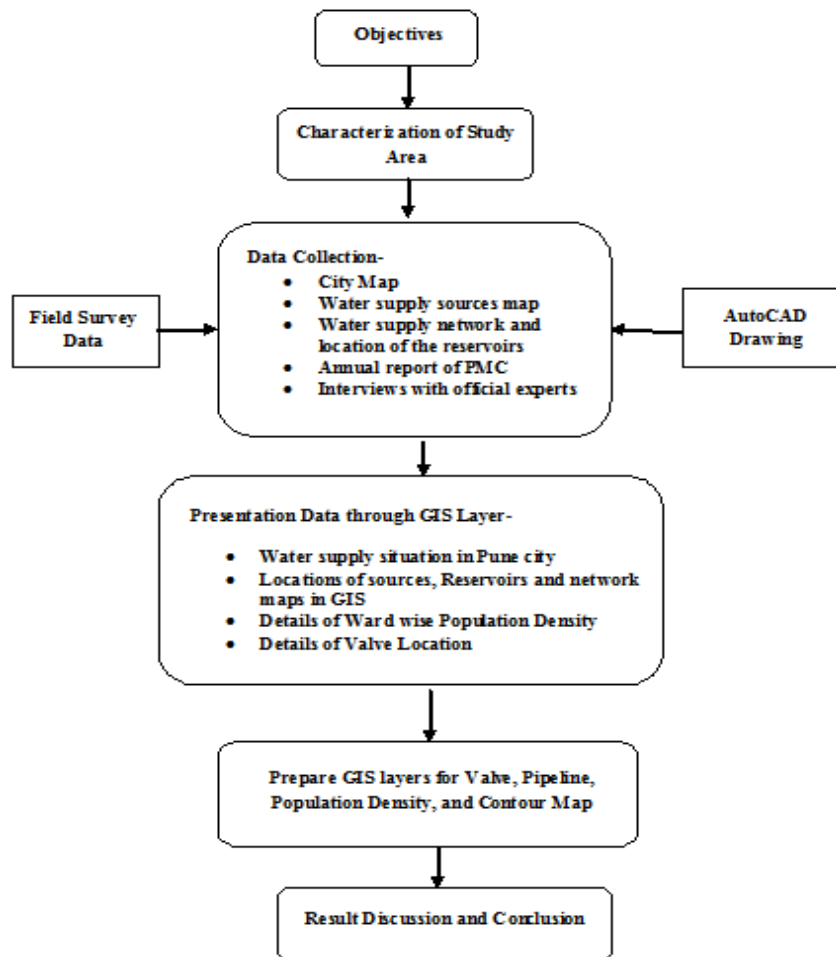 Objectives
Characterization of Study
Area
Data Collection-
• City Map
• Water supply sources map
• Water supply network and
location of the reservoirs
• Annual report of PMC
• Interviews with official experts
Field Survey
Data
AutoCAD
Drawing
Presentation Data through GIS Layer-
• Water supply situation in Pune city
• Locations of sources, Reservoirs and network
maps in GIS
• Details of Ward wise Population Density
• Details of Valve Location
Prepare GIS layers for Valve, Pipeline,
Population Density, and Contour Map
Result Discussion and Conclusion